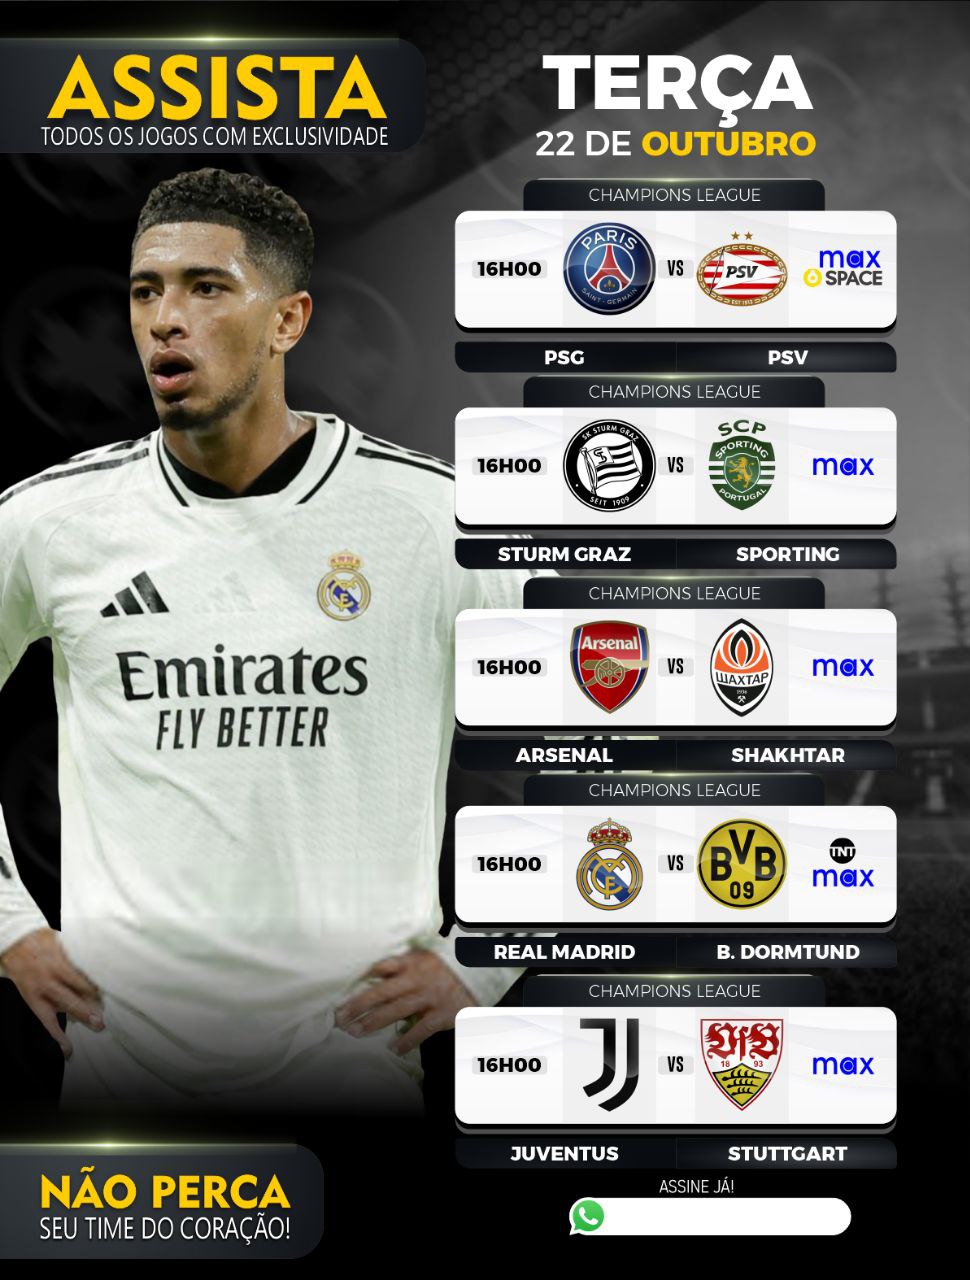 ASSISTA
TODOS OS JOGOS COM EXCLUSIVIDADE
TERÇA
22 DE OUTUBRO
CHAMPIONS LEAGUE
16H00
PARIS
SAINT-GERMAIN
VS
PSV
EST 1913
max
SPACE
PSG
PSV
CHAMPIONS LEAGUE
16H00
SK STURM GRAZ
S
SEIT 1909
VS
SCP
SPORTING
PORTUGAL
max
STURM GRAZ
SPORTING
CHAMPIONS LEAGUE
16H00
Arsenal
VS
ШАХТАР
1936
max
ARSENAL
SHAKHTAR
CHAMPIONS LEAGUE
16H00
VS
BVB
09
TNT
max
REAL MADRID
B. DORMTUND
CHAMPIONS LEAGUE
16H00
J
VS
VfB
18 93
max
JUVENTUS
STUTTGART
Emirates
FLY BETTER
NÃO PERCA
SEU TIME DO CORAÇÃO!
ASSINE JÁ!